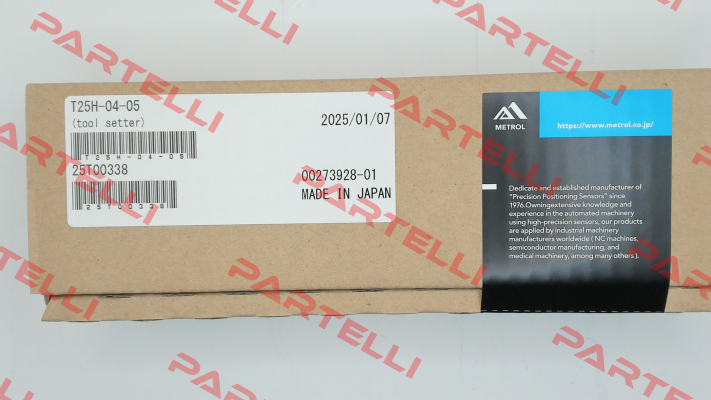 T25H-04-05
(tool setter)
2025/01/07
T25H-04-05
25T00338
00273928-01
25T00338
MADE IN JAPAN
METROL
https://www.metrol.co.jp/
Dedicate and established manufacturer of
"Precision Positioning Sensors" since
1976.Owningextensive knowledge and
experience in the automated machinery
using high-precision sensors, our products
are applied by industrial machinery
manufacturers worldwide ( NC machines,
semiconductor manufacturing, and
medical machinery, among many others ).
PARTELLI
PARTELLI
PARTELLI
PARTELLI
PARTELLI
PARTELLI
PARTELLI
PARTELLI
PARTELLI